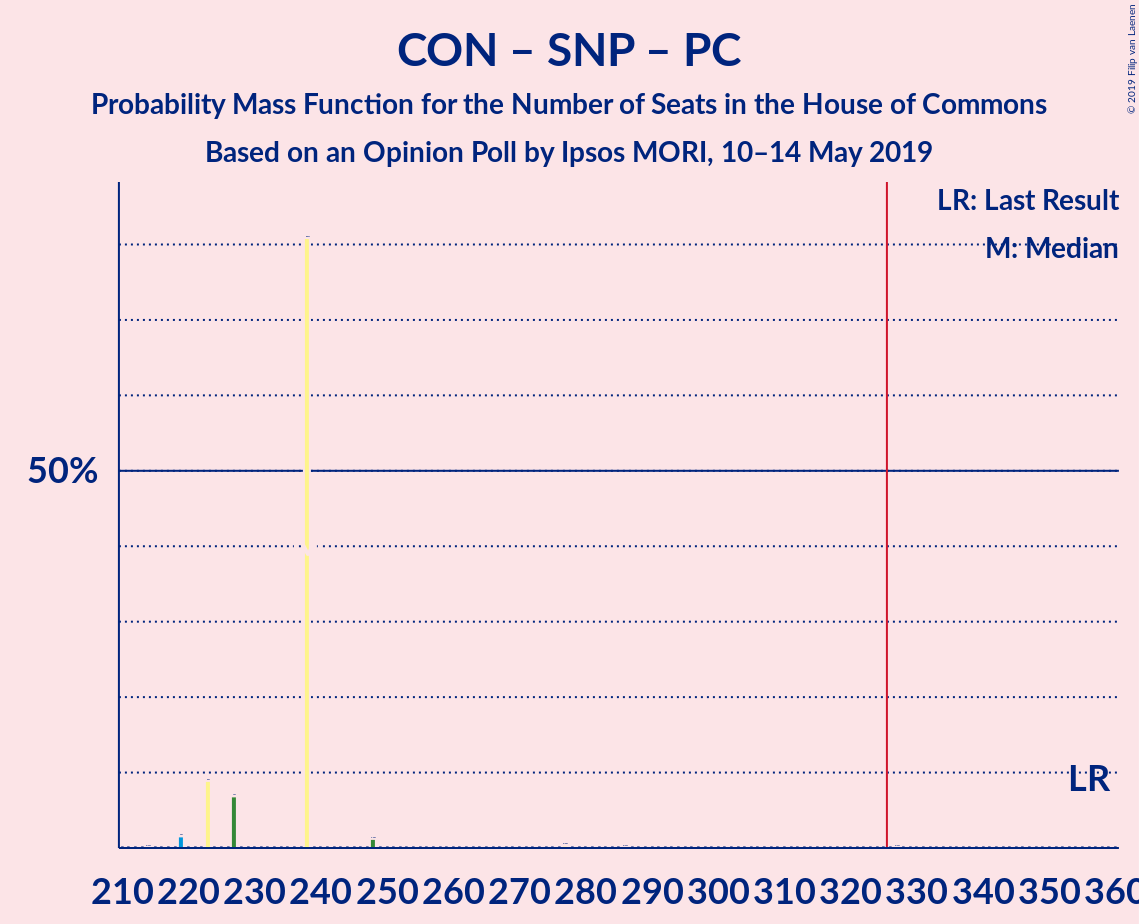 CON – SNP – PC
Probability Mass Function for the Number of Seats in the House of Commons
Based on an Opinion Poll by Ipsos MORI, 10–14 May 2019
© 2019 Filip van Laenen
LR: Last Result
M: Median
50%
LR
210 220 230 240 250 260 270 280 290 300 310 320 330 340 350 360